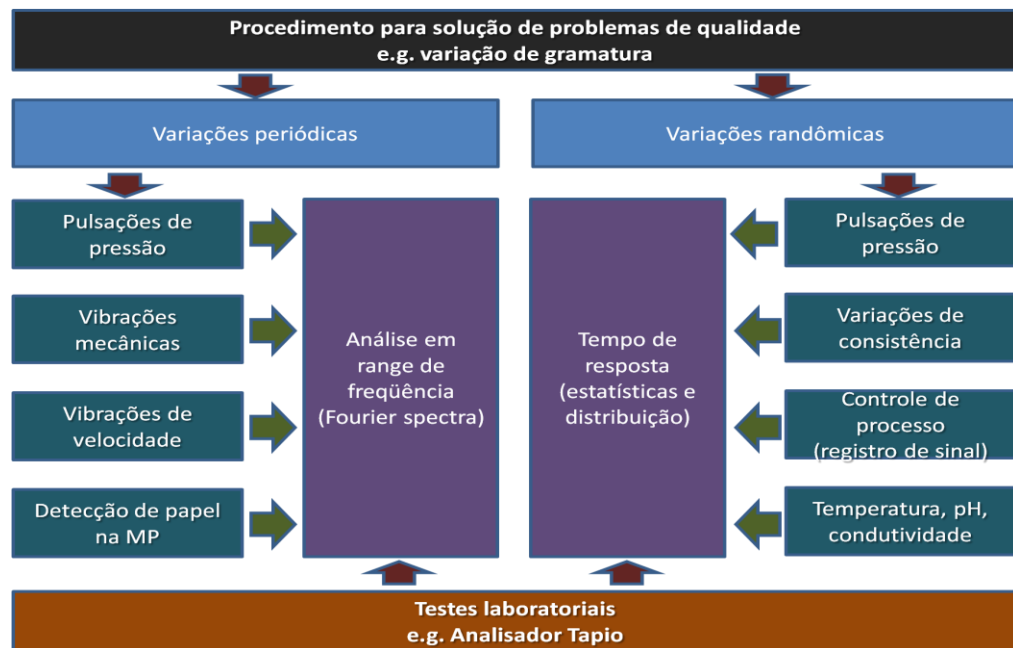 Procedimento para solução de problemas de qualidade
e.g. variação de gramatura
Variações periódicas
Variações randômicas
Pulsações de
pressão
Vibrações
mecânicas
Vibrações de
velocidade
Detecção de papel
na MP
Análise em
range de
freqüência
(Fourier spectra)
Tempo de
resposta
(estatísticas e
distribuição)
Pulsações de
pressão
Variações de
consistência
Controle de
processo
(registro de sinal)
Temperatura, pH,
condutividade
Testes laboratoriais
e.g. Analisador Tapio